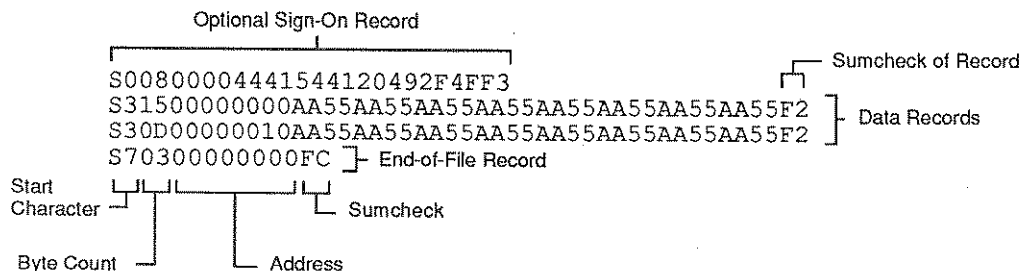 Optional Sign-On Record
Sumcheck of Record
S00800004441544120492F4FF3
S31500000000AA55AA55AA55AA55AA55AA55AA55AA55F2
Data Records
S30D00000010AA55AA55AA55AA55AA55AA55AA55AA55F2
S70300000000FC
End-of-File Record
Start
Character
Sumcheck
Byte Count
Address